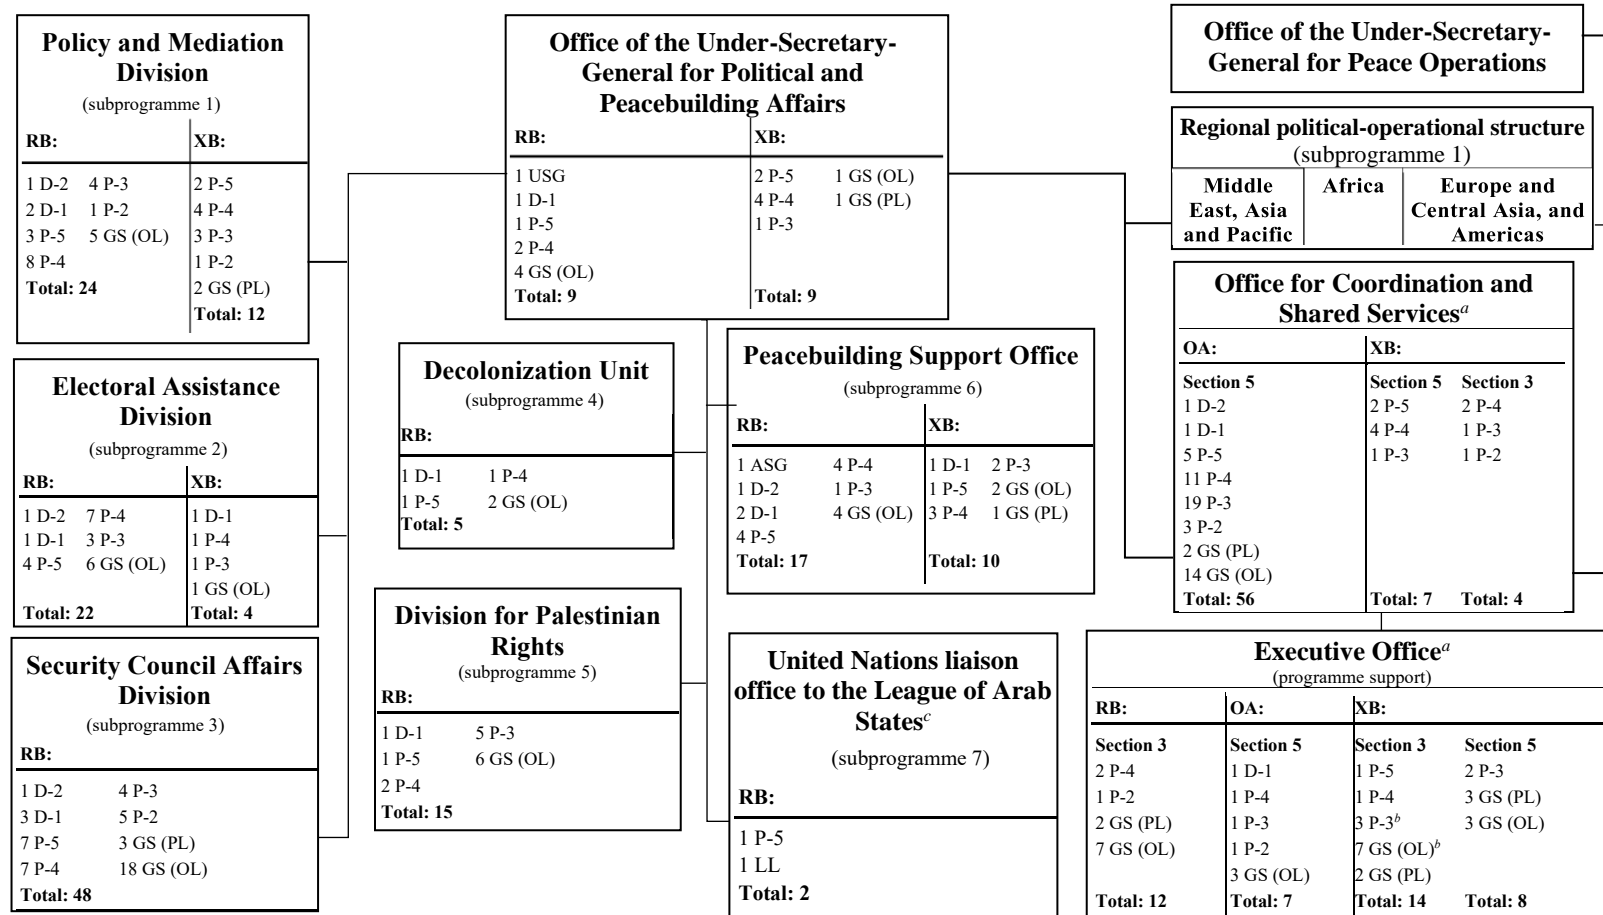 Policy and Mediation
Division
(subprogramme 1)
RB: XB:
1 D-2 4 P-3 2 P-5
2 D-1 1 P-2 4 P-4
3 P-5 5 GS (OL) 3 P-3
8 P-4 1 P-2
Total: 24 2 GS (PL)
Total: 12
Electoral Assistance
Division
(subprogramme 2)
RB: XB:
1 D-2 7 P-4 1 D-1
1 D-1 3 P-3 1 P-4
4 P-5 6 GS (OL) 1 P-3
1 GS (OL)
Total: 22 Total: 4
Security Council Affairs
Division
(subprogramme 3)
RB:
1 D-2 4 P-3
3 D-1 5 P-2
7 P-5 3 GS (PL)
7 P-4 18 GS (OL)
Total: 48
Office of the Under-Secretary-
General for Political and
Peacebuilding Affairs
RB: XB:
1 USG 2 P-5 1 GS (OL)
1 D-1 4 P-4 1 GS (PL)
1 P-5 1 P-3
2 P-4
4 GS (OL)
Total: 9 Total: 9
Decolonization Unit
(subprogramme 4)
RB:
1 D-1 1 P-4
1 P-5 2 GS (OL)
Total: 5
Division for Palestinian
Rights
(subprogramme 5)
RB:
1 D-1 5 P-3
1 P-5 6 GS (OL)
2 P-4
Total: 15
Peacebuilding Support Office
(subprogramme 6)
RB: XB:
1 ASG 4 P-4 1 D-1 2 P-3
1 D-2 1 P-3 1 P-5 2 GS (OL)
2 D-1 4 GS (OL) 3 P-4 1 GS (PL)
4 P-5
Total: 17 Total: 10
United Nations liaison
office to the League of Arab
States c
(subprogramme 7)
RB:
1 P-5
1 LL
Total: 2
Office of the Under-Secretary-
General for Peace Operations
Regional political-operational structure
(subprogramme 1)
Middle Africa Europe and
East, Asia Central Asia, and
and Pacific Americas
Office for Coordination and
Shared Services a
OA: XB:
Section 5 Section 5 Section 3
1 D-2 2 P-5 2 P-4
1 D-1 4 P-4 1 P-3
5 P-5 1 P-3 1 P-2
11 P-4
19 P-3
3 P-2
2 GS (PL)
14 GS (OL)
Total: 56 Total: 7 Total: 4
Executive Office a
(programme support)
RB: OA: XB:
Section 3 Section 5 Section 3 Section 5
2 P-4 1 D-1 1 P-5 2 P-3
1 P-2 1 P-4 1 P-4 3 GS (PL)
2 GS (PL) 1 P-3 3 P-3 b 3 GS (OL)
7 GS (OL) 1 P-2 7 GS (OL) b
3 GS (OL) 2 GS (PL)
Total: 12 Total: 7 Total: 14 Total: 8